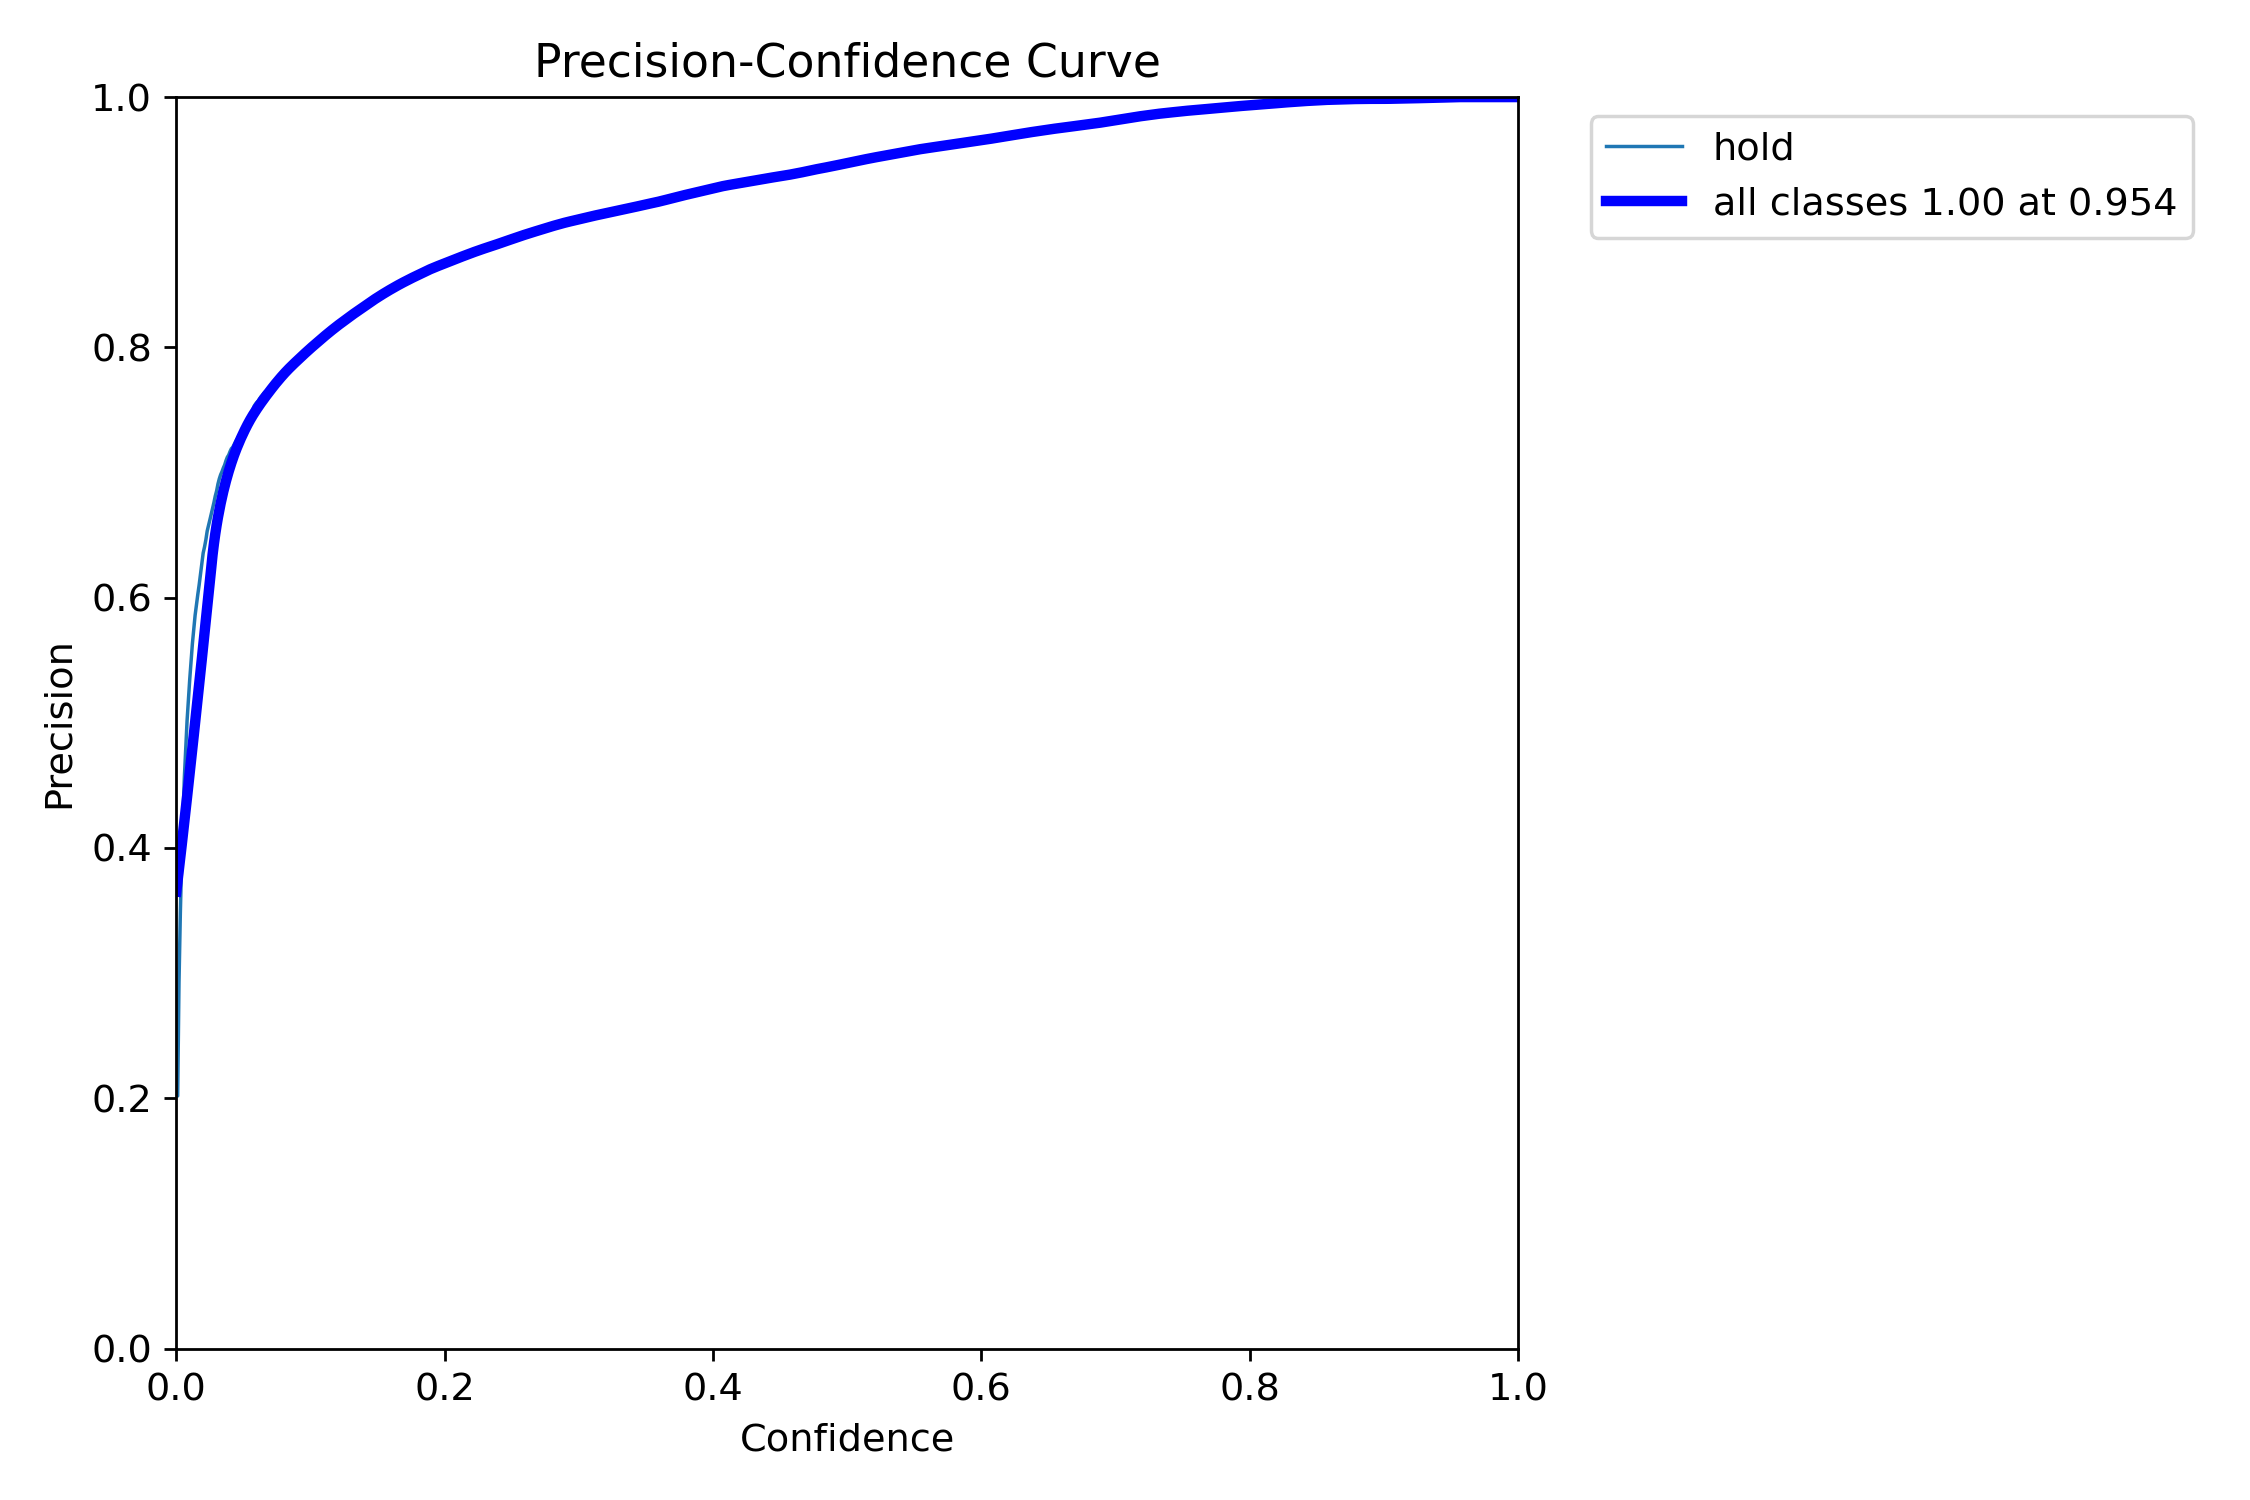 Precision-Confidence Curve
1.0
0.8
0.6
0.4
0.2
0.0
Precision
0.0 0.2 0.4 0.6 0.8 1.0
Confidence
hold
all classes 1.00 at 0.954